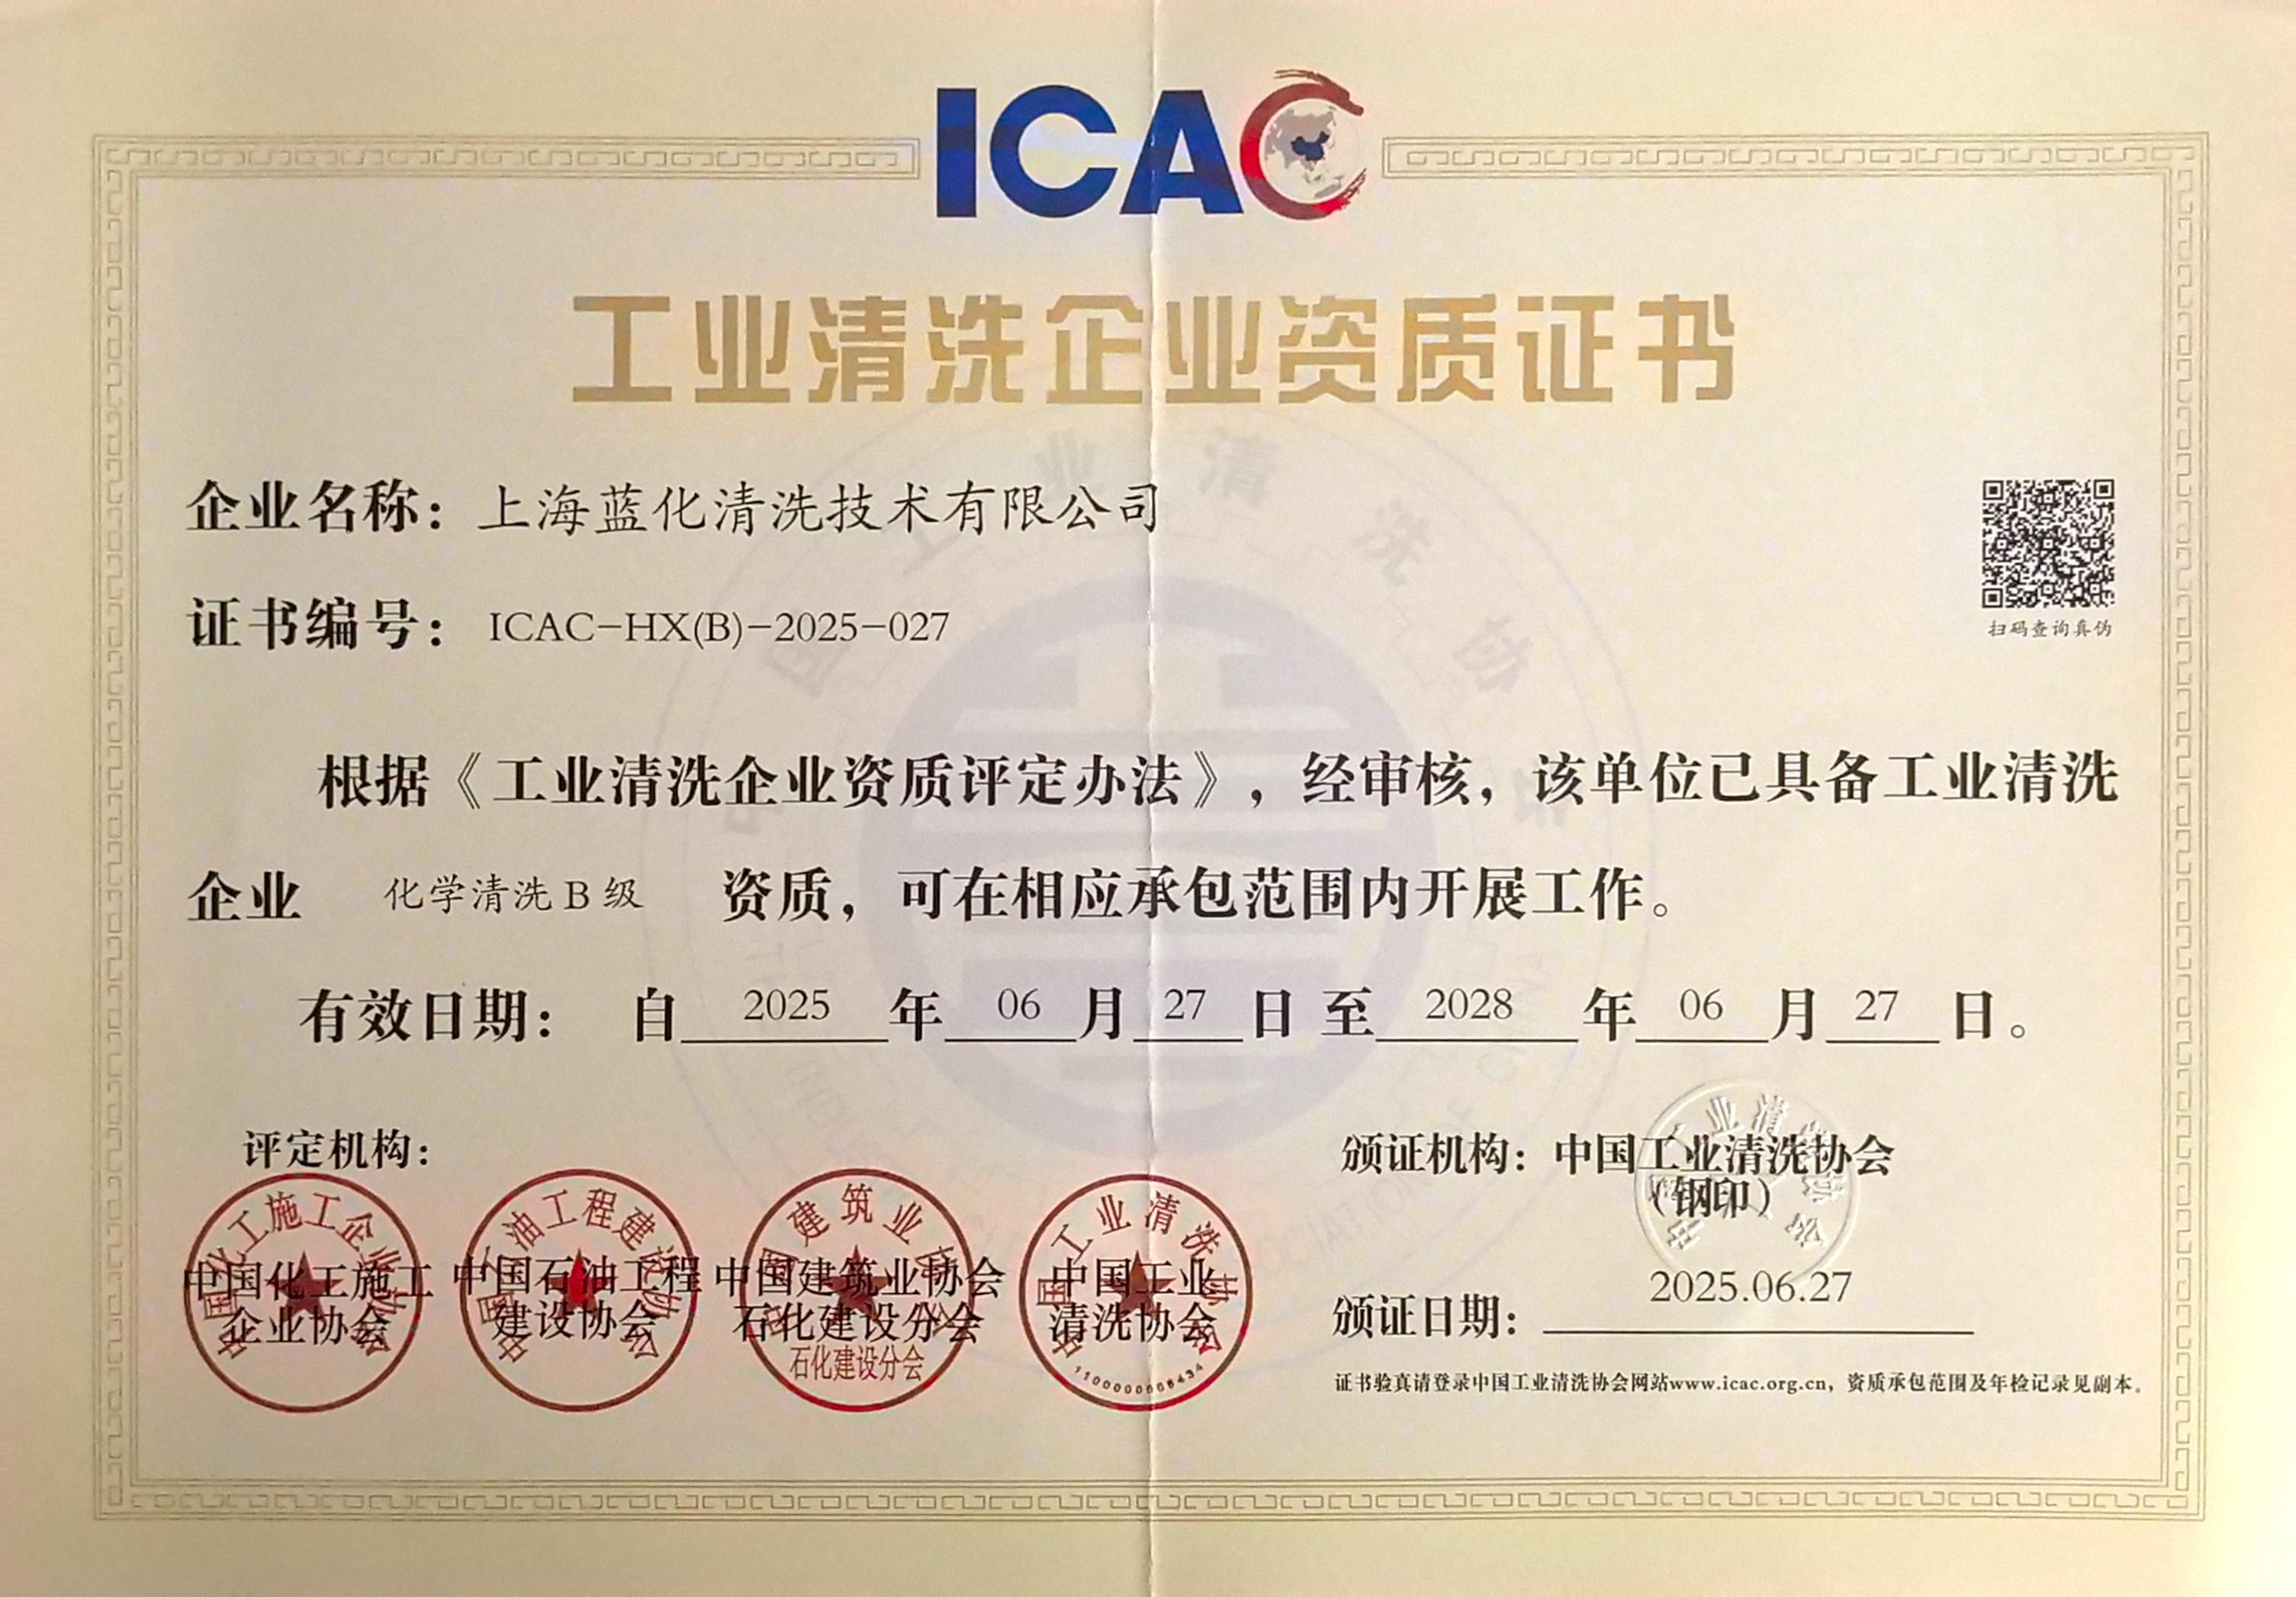 ICAC
工业清洗企业资质证书
企业名称：上海蓝化清洗技术有限公司
证书编号：ICAC-HX(B)-2025-027
扫码查询真伪
根据《工业清洗企业资质评定办法》，经审核，该单位已具备工业清洗
企业 化学清洗B级 资质，可在相应承包范围内开展工作。
有效日期： 自 2025 年 06 月 27 日 至 2028 年 06 月 27 日。
评定机构：
中国化工施工
企业协会
中国石油工程
建设协会
中国建筑业协会
石化建设分会
石化建设分会
中国工业
清洗协会
颁证机构：中国工业清洗协会
（钢印）
颁证日期：2025.06.27
证书验真请登录中国工业清洗协会网站www.icac.org.cn，资质承包范围及年检记录见副本。